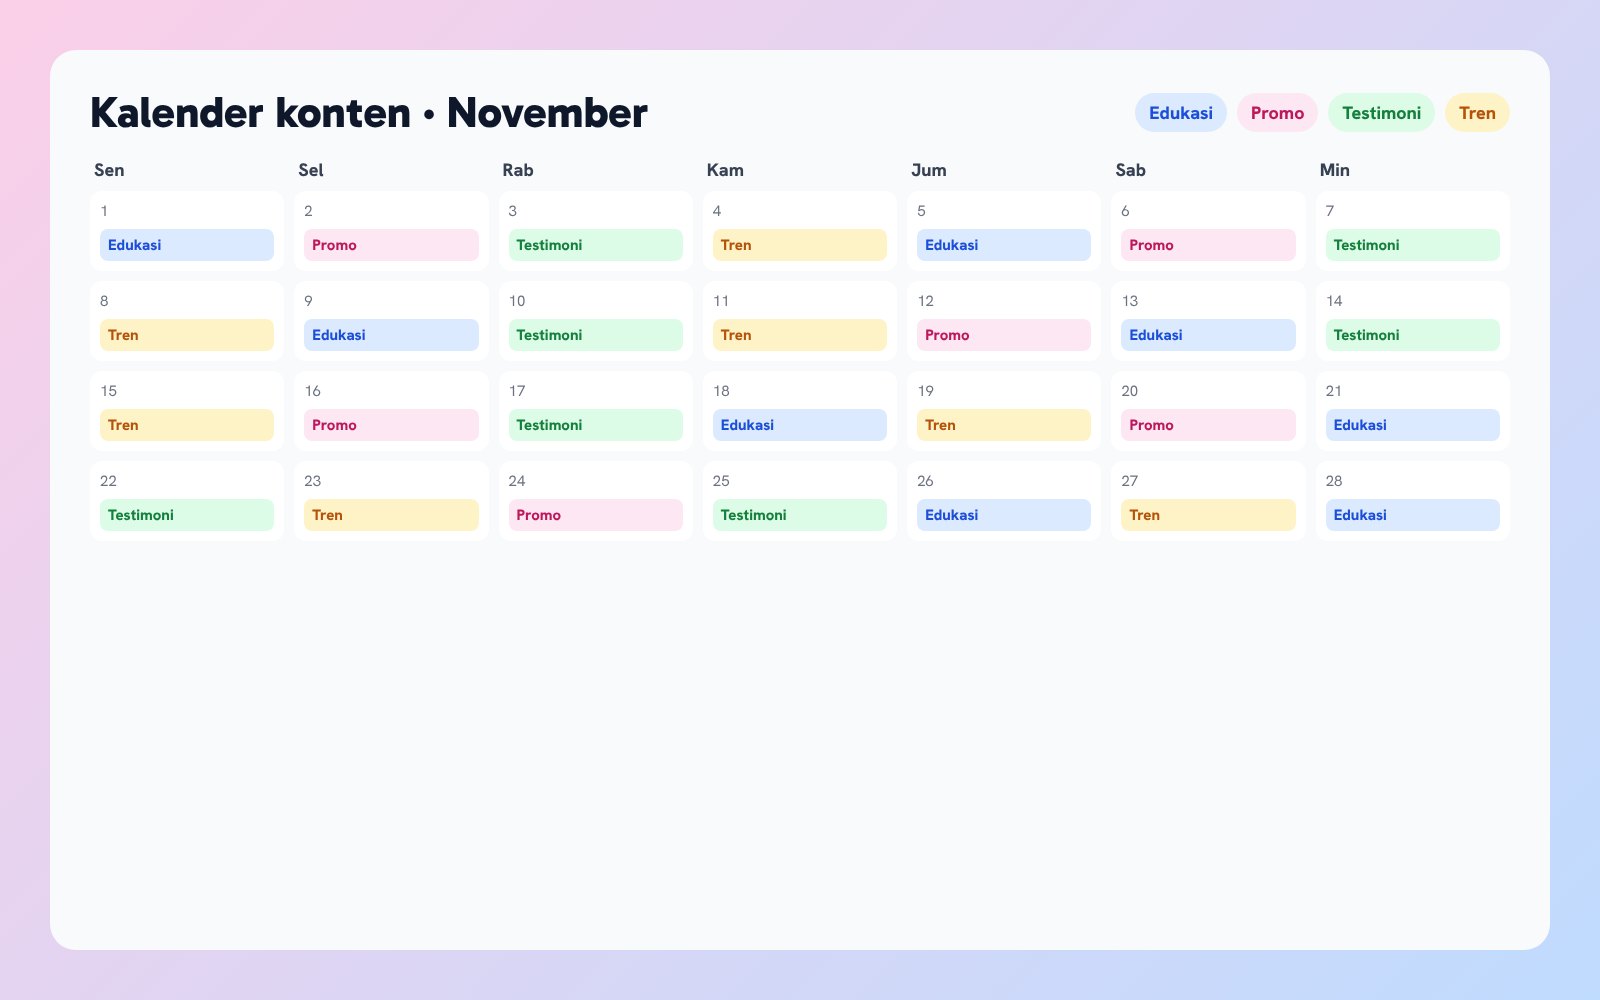 Kalender konten • November
Edukasi Promo Testimoni Tren
Sen Sel Rab Kam Jum Sab Min
1 2 3 4 5 6 7
Edukasi Promo Testimoni Tren Edukasi Promo Testimoni
8 9 10 11 12 13 14
Tren Edukasi Testimoni Tren Promo Edukasi Testimoni
15 16 17 18 19 20 21
Tren Promo Testimoni Edukasi Tren Promo Edukasi
22 23 24 25 26 27 28
Testimoni Tren Promo Testimoni Edukasi Tren Edukasi